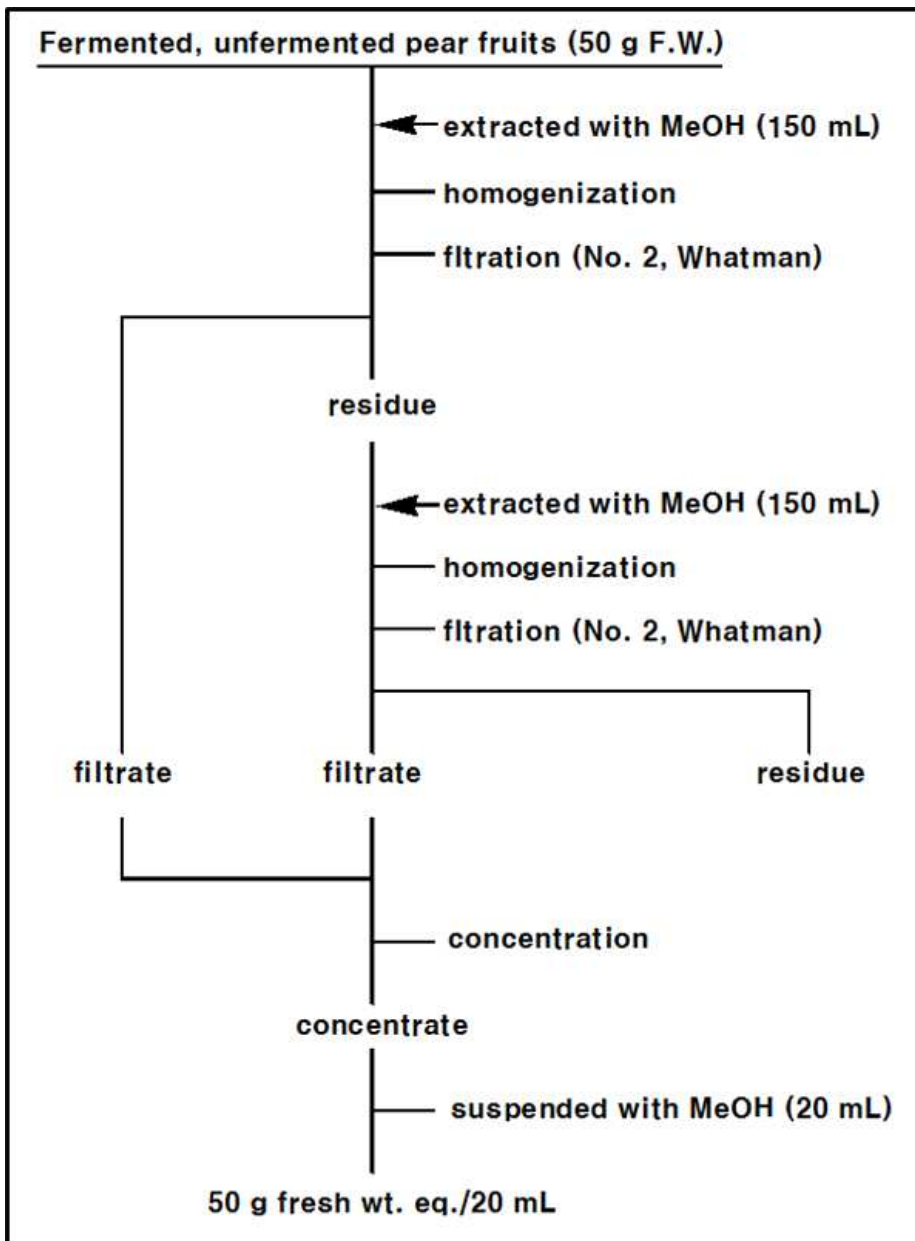 Fermented, unfermented pear fruits (50 g F.W.)
extracted with MeOH (150 mL)
homogenization
fltration (No. 2, Whatman)
residue
extracted with MeOH (150 mL)
homogenization
fltration (No. 2, Whatman)
filtrate
filtrate
residue
concentration
concentrate
suspended with MeOH (20 mL)
50 g fresh wt. eq./20 mL